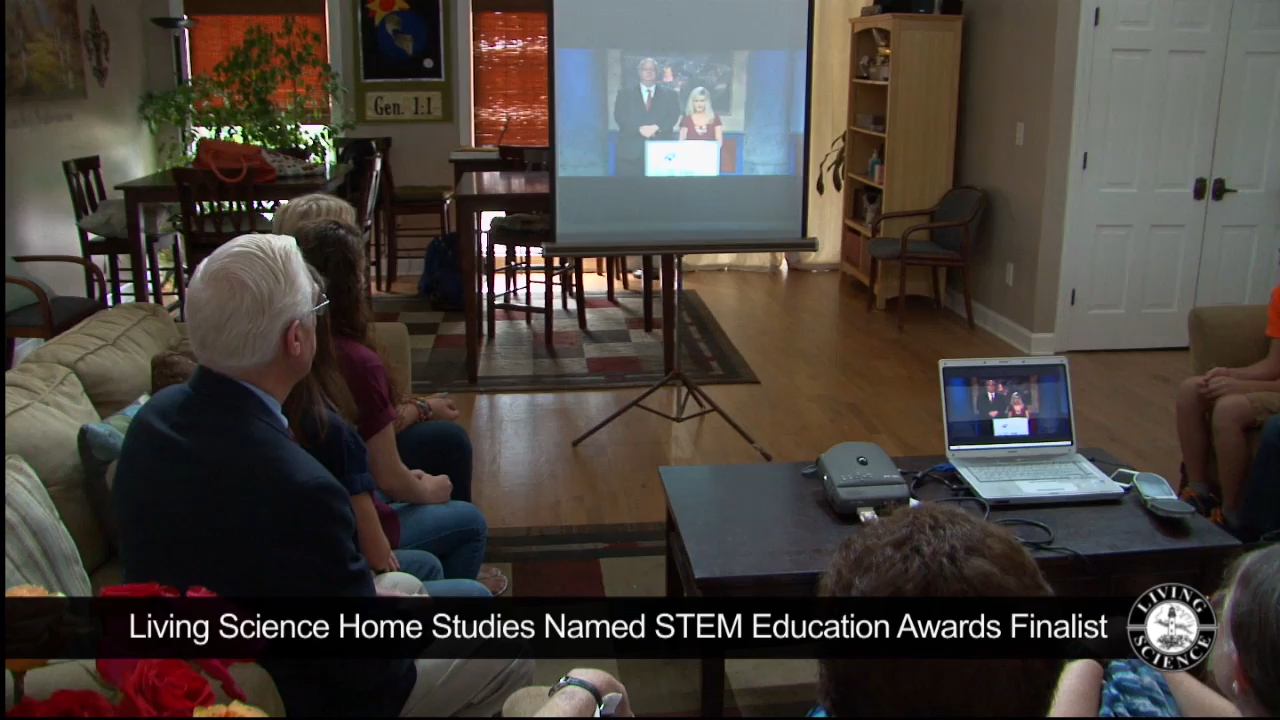 Gen. 1:1
Living Science Home Studies Named STEM Education Awards Finalist
LIVING
SCIENCE